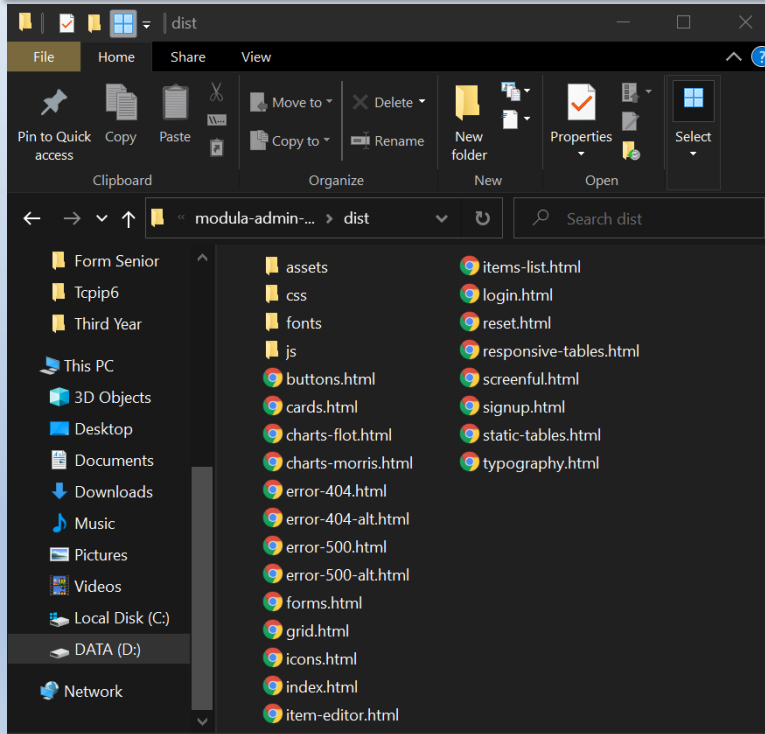 dist
File Home Share View
?
Pin to Quick access
Copy
Paste
Move to
Copy to
Delete
Rename
New folder
Properties
Select
Clipboard
Organize
New
Open
« modula-admin-... > dist
Search dist
Form Senior
Tcpip6
Third Year
This PC
3D Objects
Desktop
Documents
Downloads
Music
Pictures
Videos
Local Disk (C:)
DATA (D:)
Network
assets
css
fonts
js
buttons.html
cards.html
charts-flot.html
charts-morris.html
error-404.html
error-404-alt.html
error-500.html
error-500-alt.html
forms.html
grid.html
icons.html
index.html
item-editor.html
items-list.html
login.html
reset.html
responsive-tables.html
screenful.html
signup.html
static-tables.html
typography.html